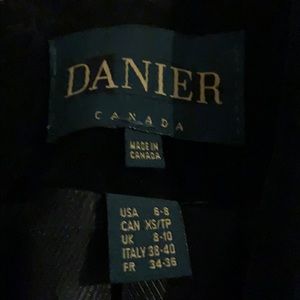 DANIER
CANADA
MADE IN
CANADA
USA 6-8
CAN XS/TP
UK 8-10
ITALY 38-40
FR 34-36